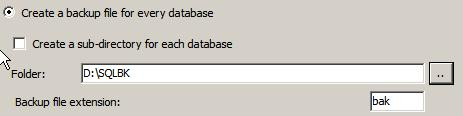 Create a backup file for every database
Create a sub-directory for each database
Folder: D:\SQLBK ..
Backup file extension: bak